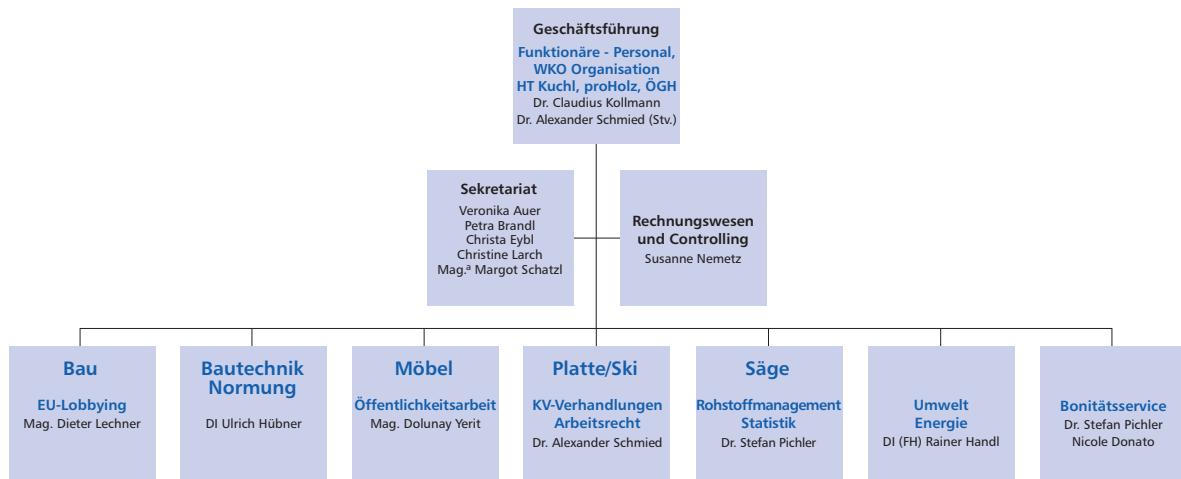 Geschäftsführung
Funktionäre - Personal,
WKO Organisation
HT Kuchl, proHolz, ÖGH
Dr. Claudius Kollmann
Dr. Alexander Schmied (Stv.)
Sekretariat
Veronika Auer
Petra Brandl
Christa Eybl
Christine Larch
Mag.ª Margot Schatzl
Rechnungswesen
und Controlling
Susanne Nemetz
Bau
EU-Lobbying
Mag. Dieter Lechner
Bautechnik
Normung
DI Ulrich Hübner
Möbel
Öffentlichkeitsarbeit
Mag. Dolunay Yerit
Platte/Ski
KV-Verhandlungen
Arbeitsrecht
Dr. Alexander Schmied
Säge
Rohstoffmanagement
Statistik
Dr. Stefan Pichler
Umwelt
Energie
DI (FH) Rainer Handl
Bonitätsservice
Dr. Stefan Pichler
Nicole Donato